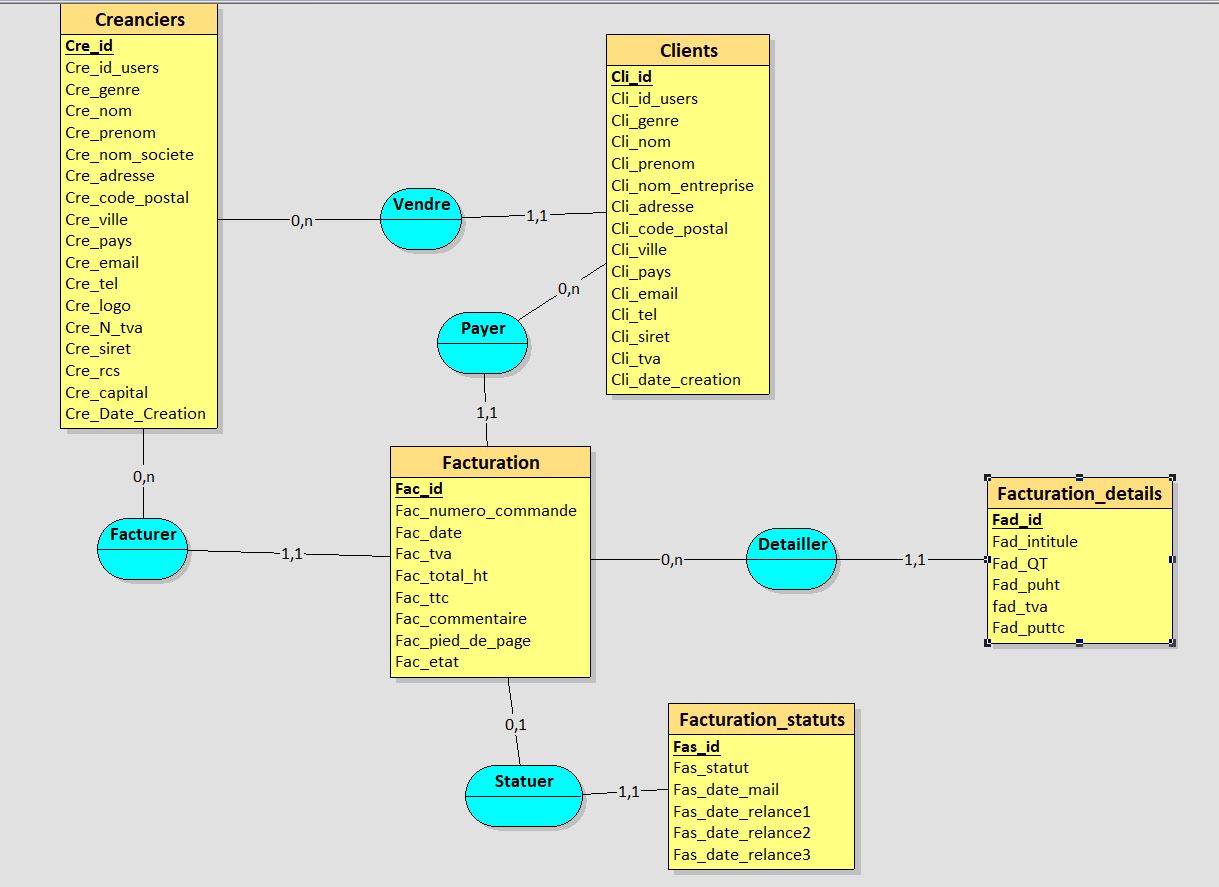 Creanciers
Cre_id
Cre_id_users
Cre_genre
Cre_nom
Cre_prenom
Cre_nom_societe
Cre_adresse
Cre_code_postal
Cre_ville
Cre_pays
Cre_email
Cre_tel
Cre_logo
Cre_N_tva
Cre_siret
Cre_rcs
Cre_capital
Cre_Date_Creation
0,n
Vendre
1,1
Clients
Cli_id
Cli_id_users
Cli_genre
Cli_nom
Cli_prenom
Cli_nom_entreprise
Cli_adresse
Cli_code_postal
Cli_ville
Cli_pays
Cli_email
Cli_tel
Cli_siret
Cli_tva
Cli_date_creation
0,n
Payer
1,1
0,n
Facturer
1,1
Facturation
Fac_id
Fac_numero_commande
Fac_date
Fac_tva
Fac_total_ht
Fac_ttc
Fac_commentaire
Fac_pied_de_page
Fac_etat
0,n
Detailler
1,1
Facturation_details
Fad_id
Fad_intitule
Fad_QT
Fad_puht
fad_tva
Fad_puttc
0,1
Statuer
1,1
Facturation_statuts
Fas_id
Fas_statut
Fas_date_mail
Fas_date_relance1
Fas_date_relance2
Fas_date_relance3